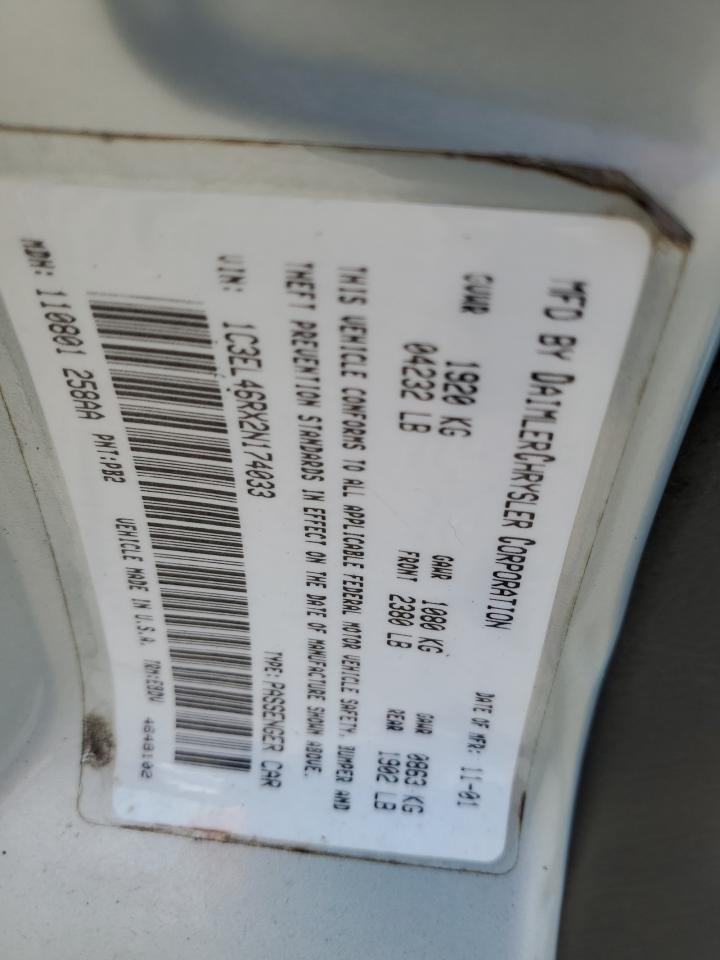 MFD BY DAIMLERCHRYSLER CORPORATION DATE OF MFR: 11-01
GVWR 1920 KG GAWR 1080 KG GAWR 0863 KG
04232 LB FRONT 2380 LB REAR 1902 LB
THIS VEHICLE CONFORMS TO ALL APPLICABLE FEDERAL MOTOR VEHICLE SAFETY, BUMPER AND
THEFT PREVENTION STANDARDS IN EFFECT ON THE DATE OF MANUFACTURE SHOWN ABOVE.
VIN: 1C3EL46RX2N174033 TYPE: PASSENGER CAR
MDH: 110801 258AA PNT:PB2 VEHICLE MADE IN U.S.A. 4648102